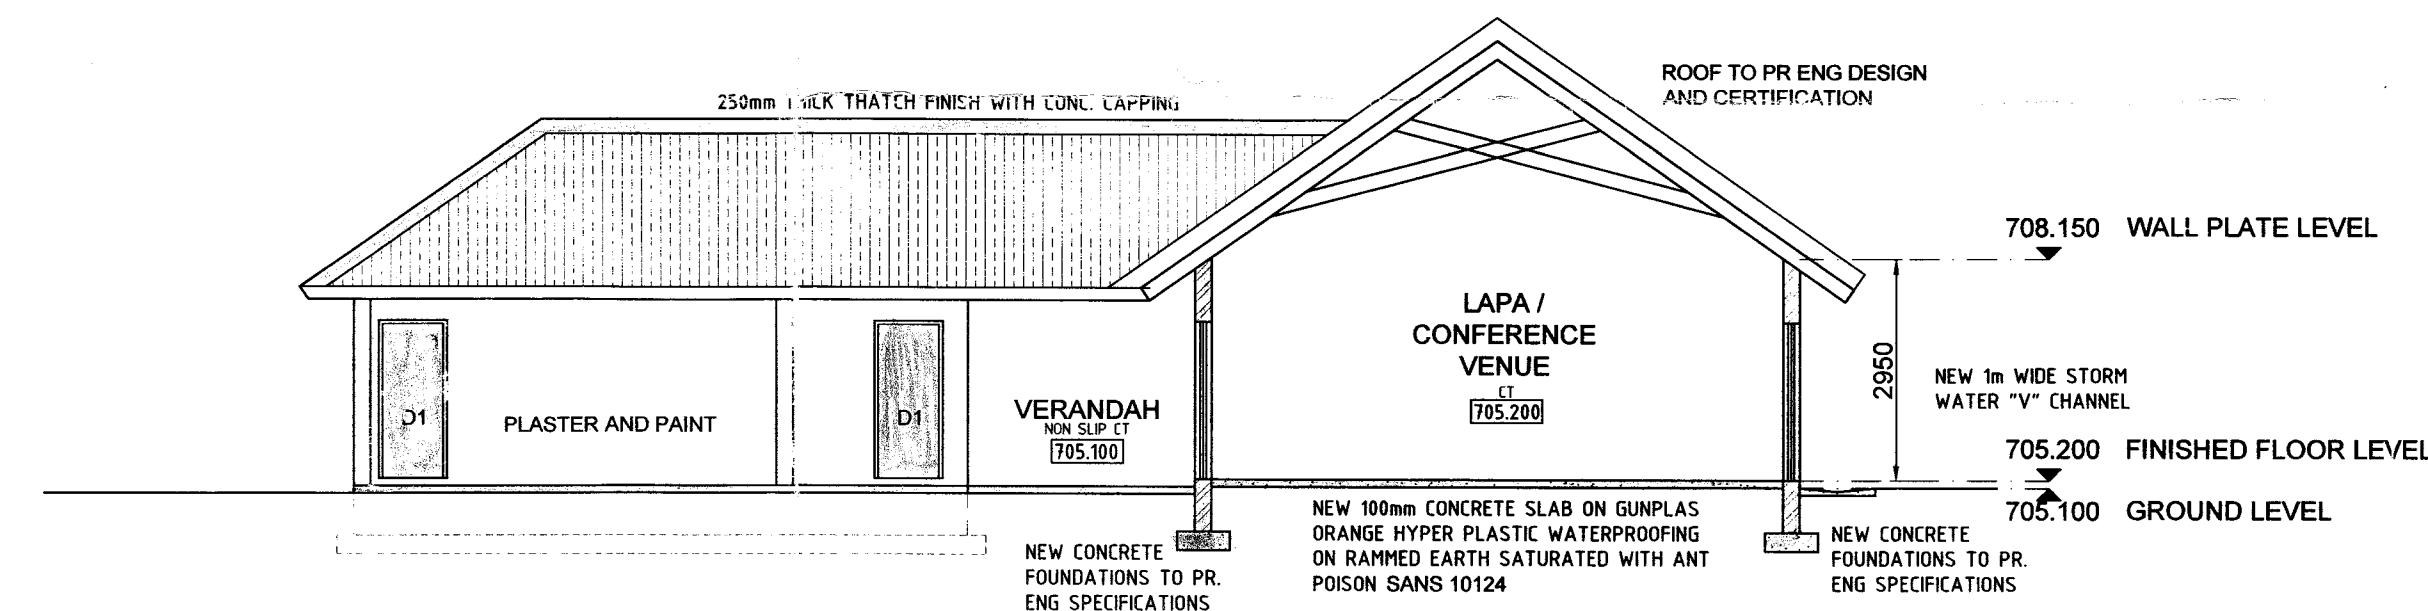 250mm THICK THATCH FINISH WITH CONC. CAPPING
ROOF TO PR ENG DESIGN
AND CERTIFICATION
708.150 WALL PLATE LEVEL
LAPA /
CONFERENCE
VENUE
CT
705.200
2950
NEW 1m WIDE STORM
WATER "V" CHANNEL
D1
PLASTER AND PAINT
D1
VERANDAH
NON SLIP CT
705.100
705.200 FINISHED FLOOR LEVEL
705.100 GROUND LEVEL
NEW CONCRETE
FOUNDATIONS TO PR.
ENG SPECIFICATIONS
NEW 100mm CONCRETE SLAB ON GUNPLAS
ORANGE HYPER PLASTIC WATERPROOFING
ON RAMMED EARTH SATURATED WITH ANT
POISON SANS 10124
NEW CONCRETE
FOUNDATIONS TO PR.
ENG SPECIFICATIONS